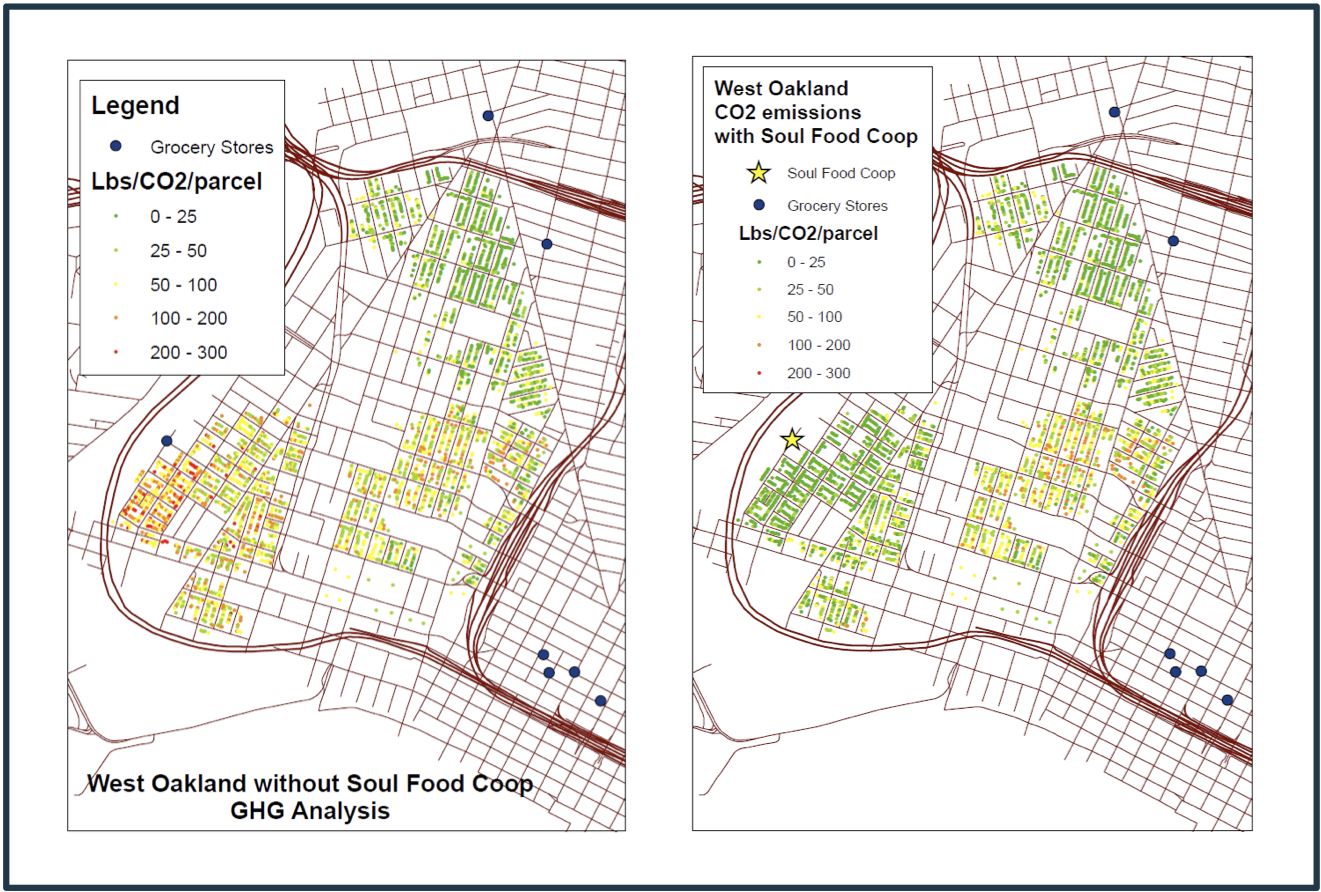 Legend
Grocery Stores
Lbs/CO2/parcel
0 - 25
25 - 50
50 - 100
100 - 200
200 - 300
West Oakland without Soul Food Coop
GHG Analysis
West Oakland
CO2 emissions
with Soul Food Coop
Soul Food Coop
Grocery Stores
Lbs/CO2/parcel
0 - 25
25 - 50
50 - 100
100 - 200
200 - 300